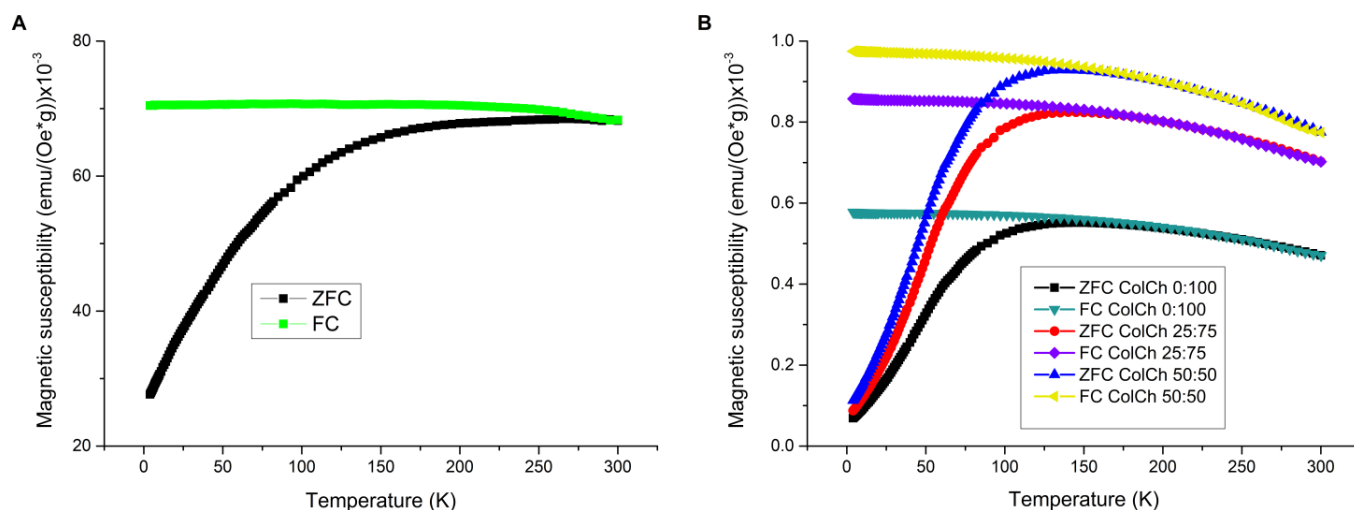 A
Magnetic susceptibility (emu/(Oe*g))x10-3
80
60
40
20
0
50
100
150
200
250
300
Temperature (K)
ZFC
FC
B
Magnetic susceptibility (emu/(Oe*g))x10-3
1.0
0.8
0.6
0.4
0.2
0.0
0
50
100
150
200
250
300
Temperature (K)
ZFC ColCh 0:100
FC ColCh 0:100
ZFC ColCh 25:75
FC ColCh 25:75
ZFC ColCh 50:50
FC ColCh 50:50